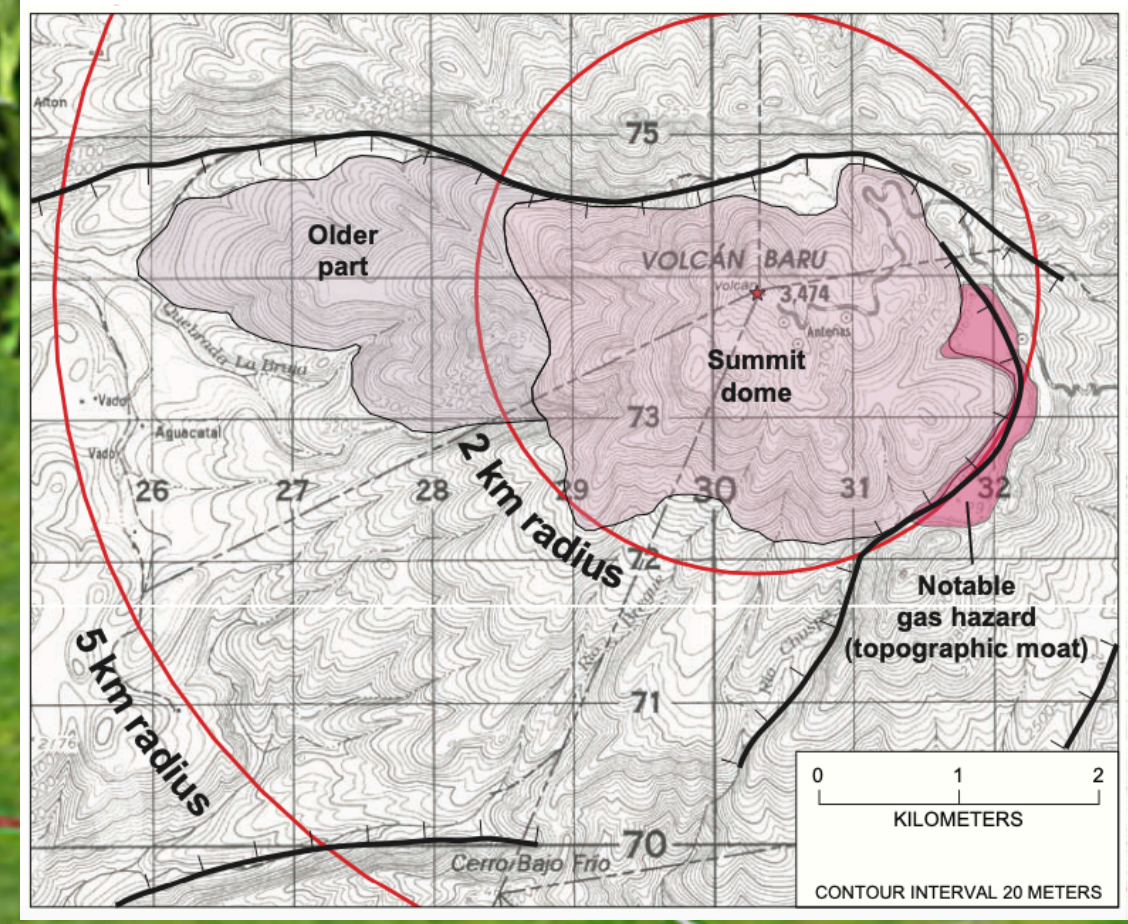 Alton
75
Older
part
VOLCÁN BARU
volcán
3,474
Antenas
Summit
dome
Quebrada La Bruja
Vado
Aguacatal
Vado
73
26
27
28
29
30
31
32
2 km radius
72
Notable
gas hazard
(topographic moat)
5 km radius
71
2176
70
Cerro Bajo Frío
0
1
2
KILOMETERS
CONTOUR INTERVAL 20 METERS